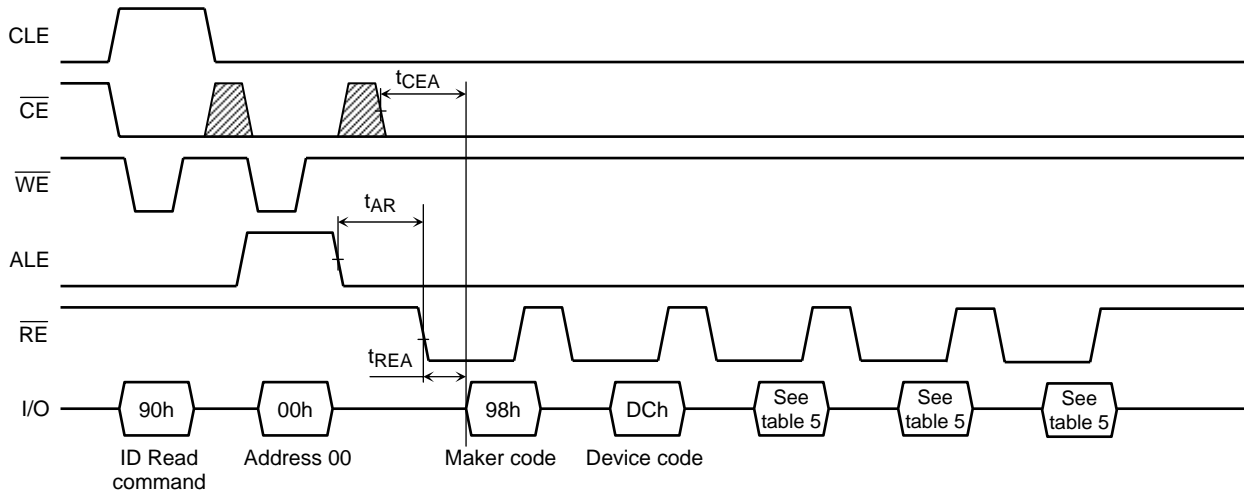 CLE
tCEA
CE
WE
tAR
ALE
RE
tREA
I/O
90h
00h
98h
DCh
See
table 5
See
table 5
See
table 5
ID Read
command
Address 00
Maker code
Device code